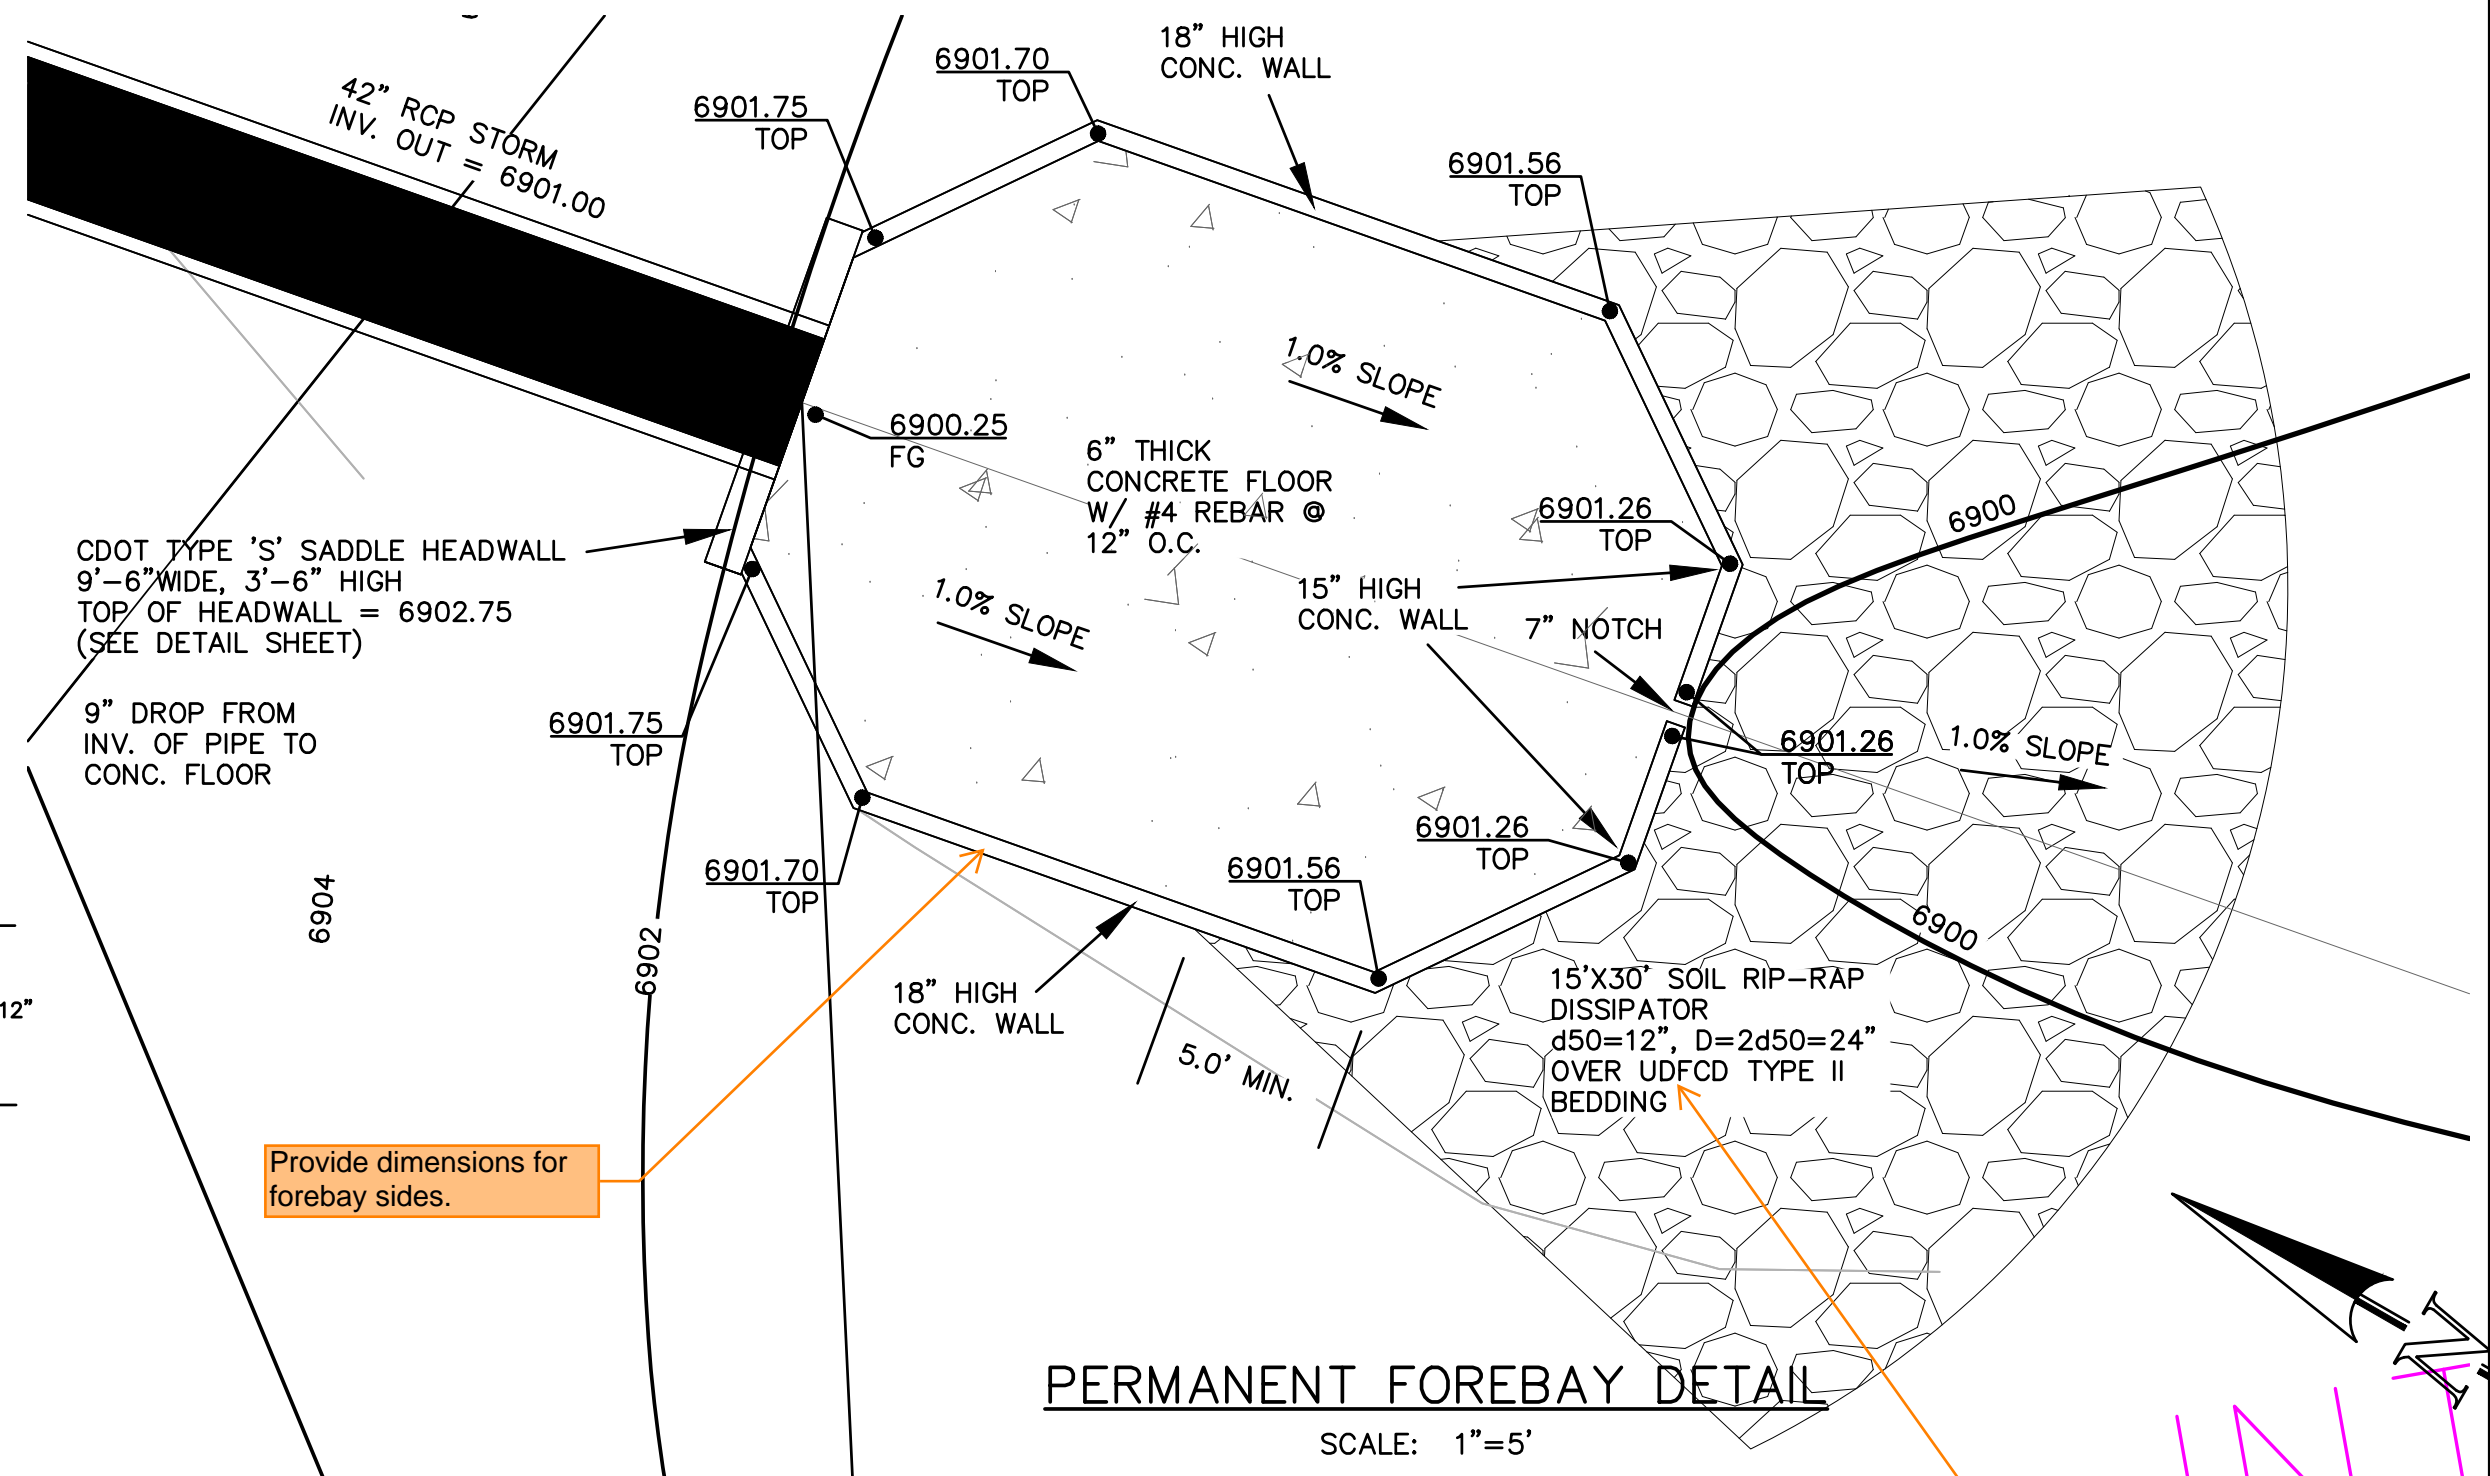 18” HIGH
CONC. WALL
6901.70
TOP
6901.75
TOP
42” RCP STORM
INV. OUT = 6901.00
6901.56
TOP
1.0% SLOPE
6900.25
FG
6” THICK
CONCRETE FLOOR
W/ #4 REBAR @
12” O.C.
6901.26
TOP
6900
CDOT TYPE 'S' SADDLE HEADWALL
9'-6”WIDE, 3'-6” HIGH
TOP OF HEADWALL = 6902.75
(SEE DETAIL SHEET)
1.0% SLOPE
15” HIGH
CONC. WALL
7” NOTCH
9” DROP FROM
INV. OF PIPE TO
CONC. FLOOR
6901.75
TOP
6901.26
TOP
1.0% SLOPE
6901.26
TOP
6901.70
TOP
6901.56
TOP
6904
6902
6900
12”
18” HIGH
CONC. WALL
5.0' MIN.
15'X30' SOIL RIP-RAP
DISSIPATOR
d50=12”, D=2d50=24”
OVER UDFCD TYPE II
BEDDING
Provide dimensions for
forebay sides.
N
PERMANENT FOREBAY DETAIL
SCALE: 1”=5'